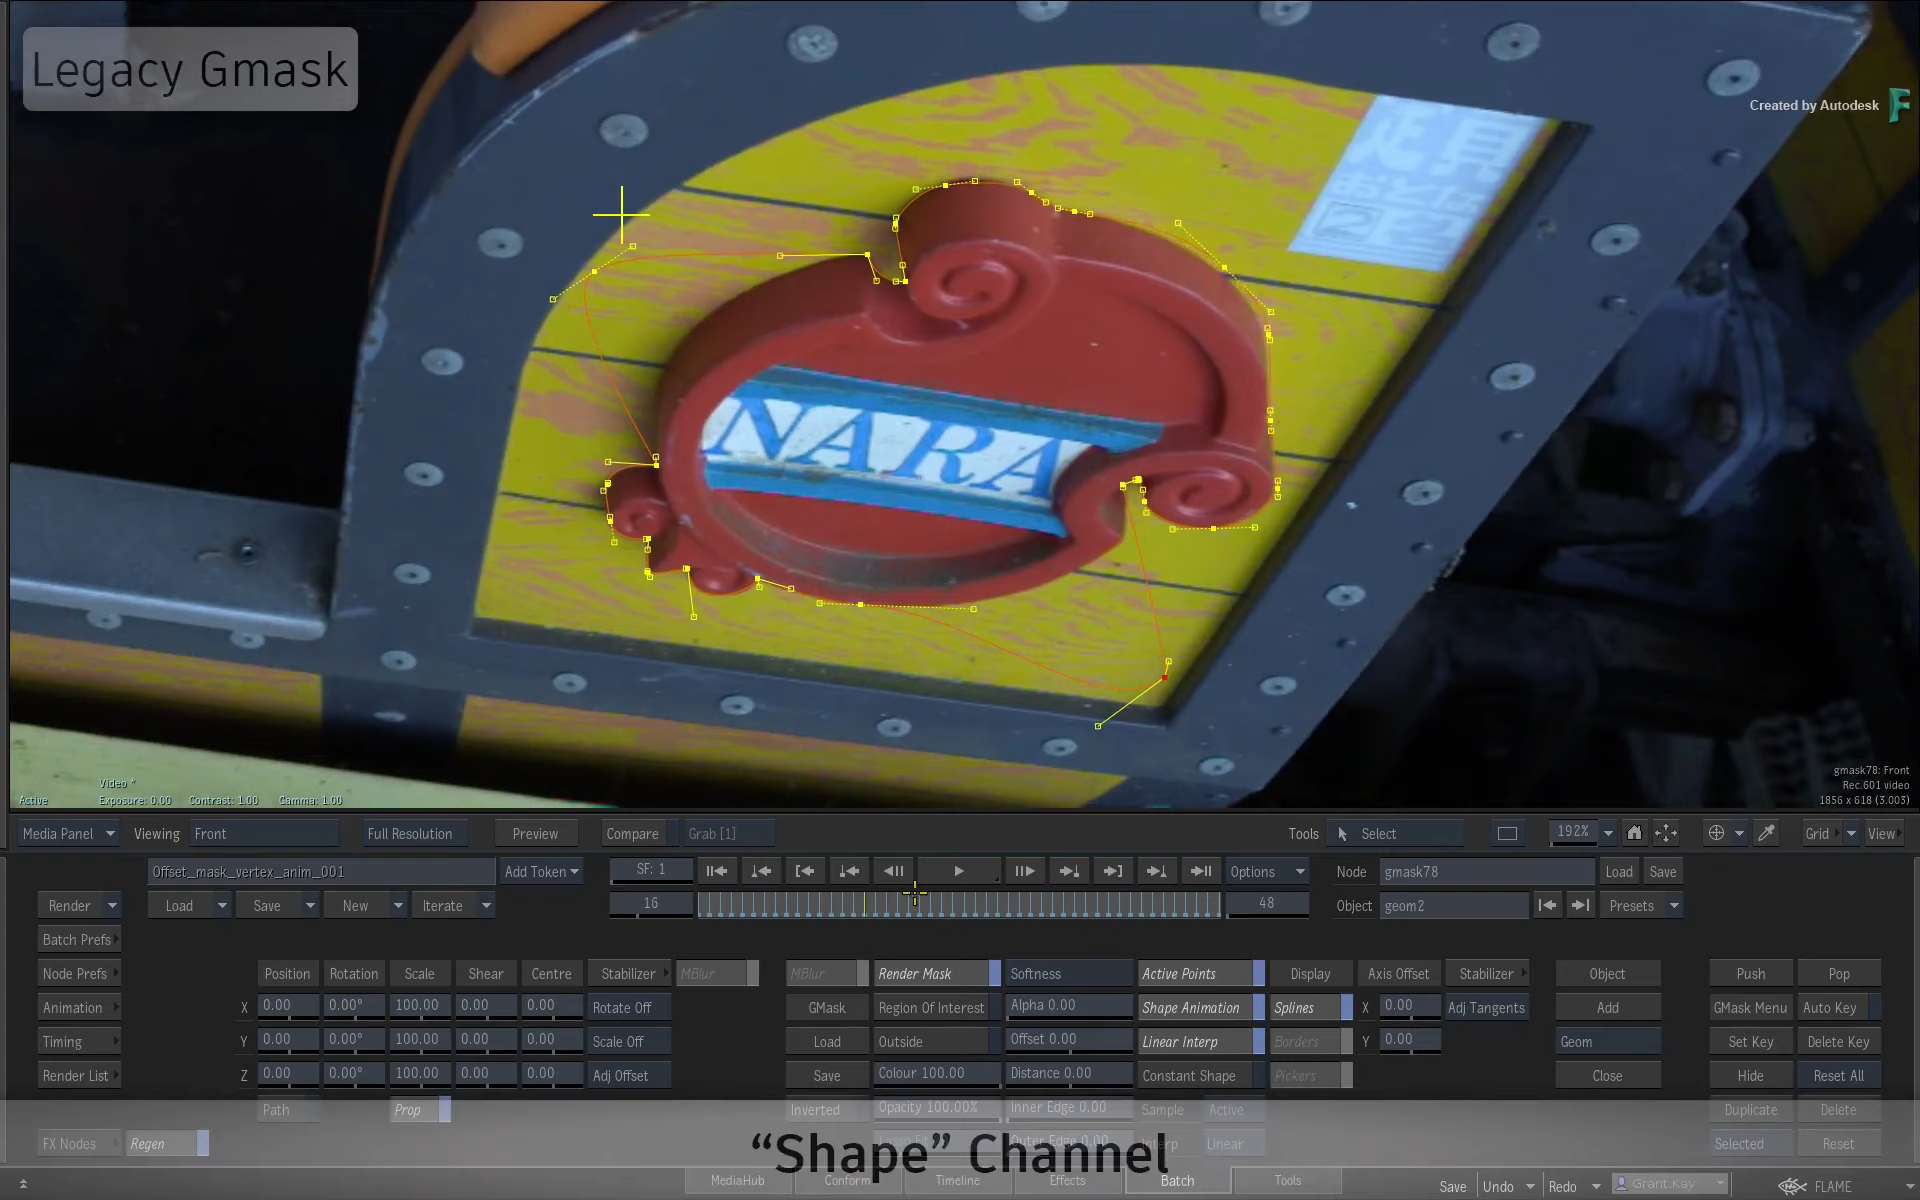 Legacy Gmask
Created by Autodesk
NARA
Video *
Active Exposure: 0.00 Contrast: 1.00 Gamma: 1.00
gmask78: Front
Rec.601 video
1856 x 618 (3.003)
Media Panel Viewing Front Full Resolution Preview Compare Grab [1] Tools Select 192% Grid View
Offset_mask_vertex_anim_001 Add Token SF: 1 Options Node gmask78 Load Save
Render Load Save New Iterate 16 48 Object geom2 Presets
Batch Prefs
Node Prefs Position Rotation Scale Shear Centre Stabilizer MBlur MBlur Render Mask Softness Active Points Display Axis Offset Stabilizer Object Push Pop
Animation X 0.00 0.00° 100.00 0.00 0.00 Rotate Off GMask Region Of Interest Alpha 0.00 Shape Animation Splines X 0.00 Adj Tangents Add GMask Menu Auto Key
Timing Y 0.00 0.00° 100.00 0.00 0.00 Scale Off Load Outside Offset 0.00 Linear Interp Borders Y 0.00 Geom Set Key Delete Key
Render List Z 0.00 0.00° 100.00 0.00 0.00 Adj Offset Save Colour 100.00 Distance 0.00 Constant Shape Pickers Close Hide Reset All
Path Prop Inverted Opacity 100.00% Inner Edge 0.00 Sample Active Duplicate Delete
FX Nodes Regen Outer Edge 0.00 Linear Selected Reset
“Shape” Channel
MediaHub Conform Timeline Effects Batch Tools Save Undo Redo Grant.Kay FLAME